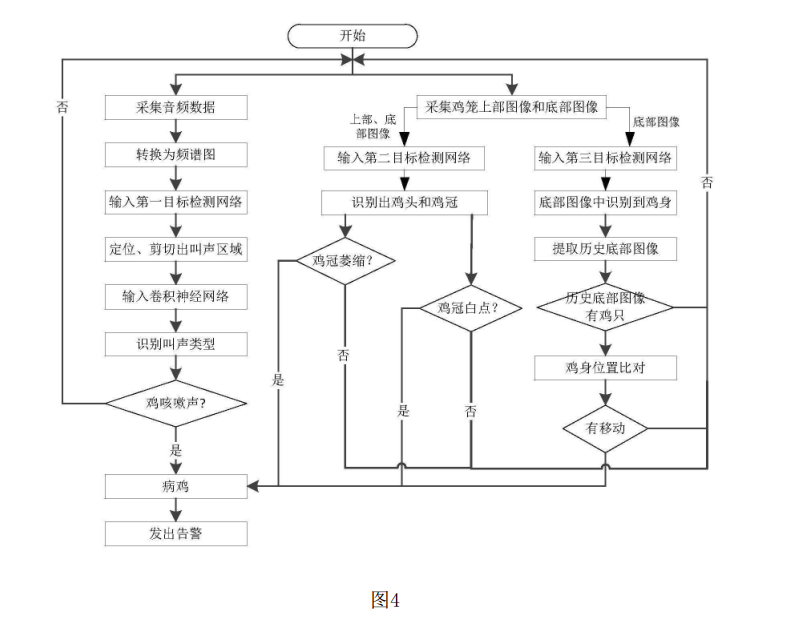 开始
否
采集音频数据
转换为频谱图
输入第一目标检测网络
定位、剪切出叫声区域
输入卷积神经网络
识别叫声类型
鸡咳嗽声？
是
病鸡
发出告警
采集鸡笼上部图像和底部图像
上部、底
部图像
输入第二目标检测网络
识别出鸡头和鸡冠
鸡冠萎缩？
否
是
鸡冠白点？
是
否
底部图像
输入第三目标检测网络
底部图像中识别到鸡身
提取历史底部图像
历史底部图像
有鸡只
鸡身位置比对
有移动
否
图4